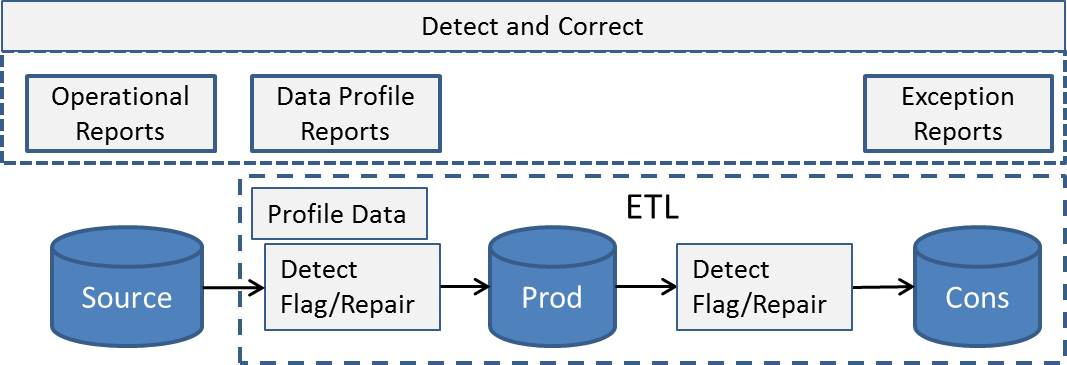 Detect and Correct
Operational
Reports
Data Profile
Reports
Exception
Reports
ETL
Profile Data
Source
Detect
Flag/Repair
Prod
Detect
Flag/Repair
Cons